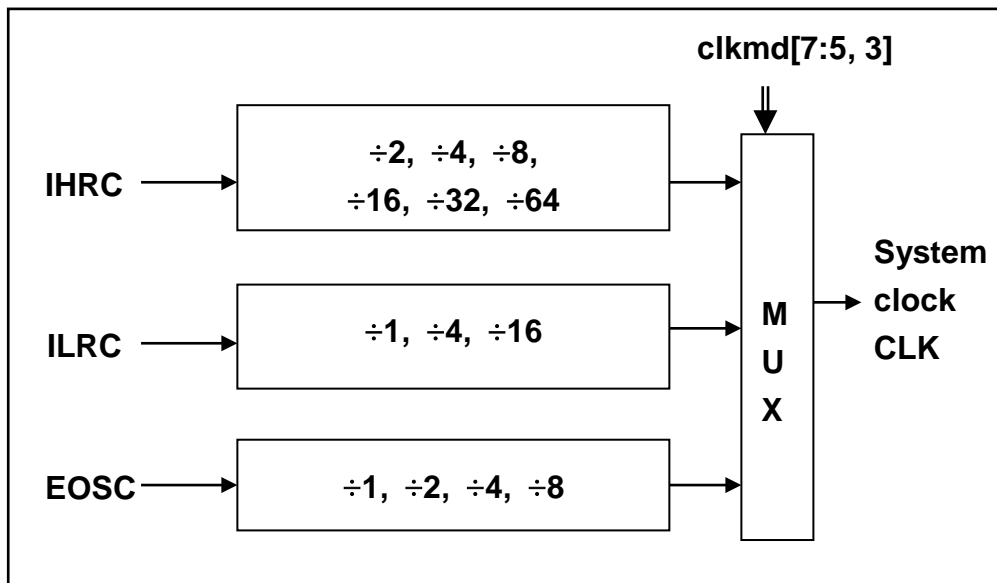 clkmd[7:5, 3]
IHRC
÷2, ÷4, ÷8,
÷16, ÷32, ÷64
ILRC
÷1, ÷4, ÷16
EOSC
÷1, ÷2, ÷4, ÷8
M
U
X
System
clock
CLK